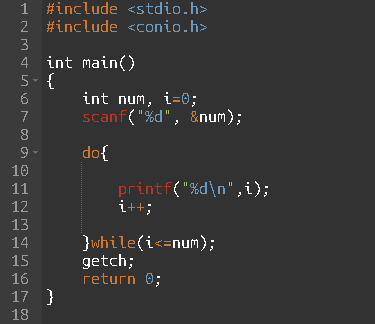 1 #include <stdio.h>
2 #include <conio.h>
3
4 int main()
5 {
6     int num, i=0;
7     scanf("%d", &num);
8
9     do{
10
11         printf("%d\n",i);
12         i++;
13
14     }while(i<=num);
15     getch;
16     return 0;
17 }
18